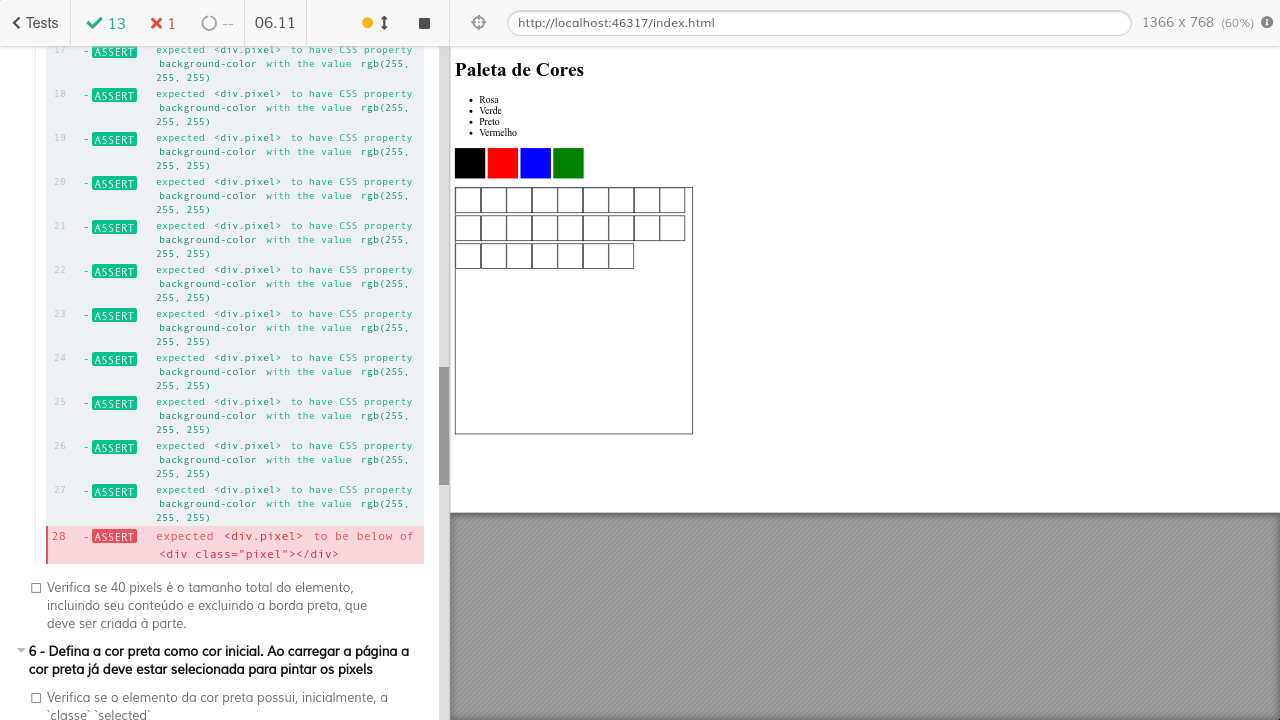 Tests
13
1
--
06.11
http://localhost:46317/index.html
1366 x 768 (60%)
17 - ASSERT expected <div.pixel> to have CSS property
background-color with the value rgb(255,
255, 255)
18 - ASSERT expected <div.pixel> to have CSS property
background-color with the value rgb(255,
255, 255)
19 - ASSERT expected <div.pixel> to have CSS property
background-color with the value rgb(255,
255, 255)
20 - ASSERT expected <div.pixel> to have CSS property
background-color with the value rgb(255,
255, 255)
21 - ASSERT expected <div.pixel> to have CSS property
background-color with the value rgb(255,
255, 255)
22 - ASSERT expected <div.pixel> to have CSS property
background-color with the value rgb(255,
255, 255)
23 - ASSERT expected <div.pixel> to have CSS property
background-color with the value rgb(255,
255, 255)
24 - ASSERT expected <div.pixel> to have CSS property
background-color with the value rgb(255,
255, 255)
25 - ASSERT expected <div.pixel> to have CSS property
background-color with the value rgb(255,
255, 255)
26 - ASSERT expected <div.pixel> to have CSS property
background-color with the value rgb(255,
255, 255)
27 - ASSERT expected <div.pixel> to have CSS property
background-color with the value rgb(255,
255, 255)
28 - ASSERT expected <div.pixel> to be below of
<div class="pixel"></div>
Verifica se 40 pixels é o tamanho total do elemento,
incluindo seu conteúdo e excluindo a borda preta, que
deve ser criada à parte.
6 - Defina a cor preta como cor inicial. Ao carregar a página a
cor preta já deve estar selecionada para pintar os pixels
Verifica se o elemento da cor preta possui, inicialmente, a
`classe` `selected`
Paleta de Cores
Rosa
Verde
Preto
Vermelho